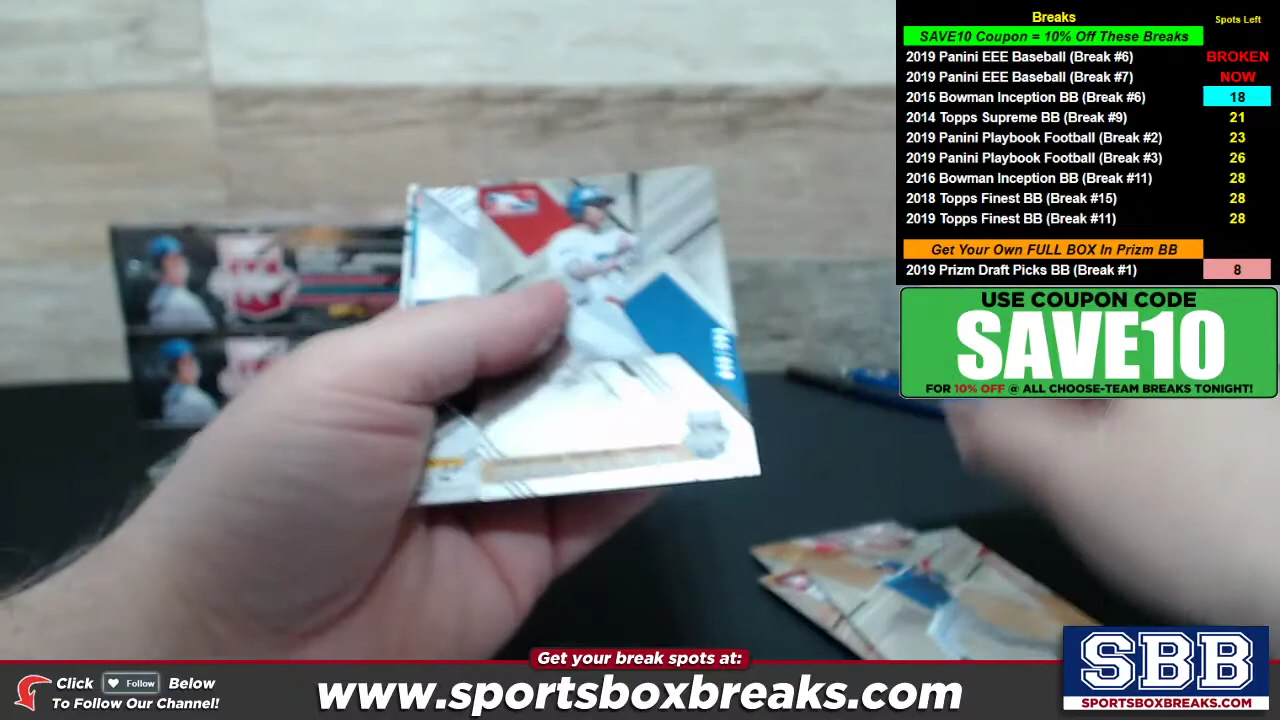 Breaks
Spots Left
SAVE10 Coupon = 10% Off These Breaks
2019 Panini EEE Baseball (Break #6) BROKEN
2019 Panini EEE Baseball (Break #7) NOW
2015 Bowman Inception BB (Break #6) 18
2014 Topps Supreme BB (Break #9) 21
2019 Panini Playbook Football (Break #2) 23
2019 Panini Playbook Football (Break #3) 26
2016 Bowman Inception BB (Break #11) 28
2018 Topps Finest BB (Break #15) 28
2019 Topps Finest BB (Break #11) 28
Get Your Own FULL BOX In Prizm BB
2019 Prizm Draft Picks BB (Break #1) 8
USE COUPON CODE
SAVE10
FOR 10% OFF @ ALL CHOOSE-TEAM BREAKS TONIGHT!
Get your break spots at:
Click Follow Below
To Follow Our Channel!
www.sportsboxbreaks.com
SBB
SPORTSBOXBREAKS.COM